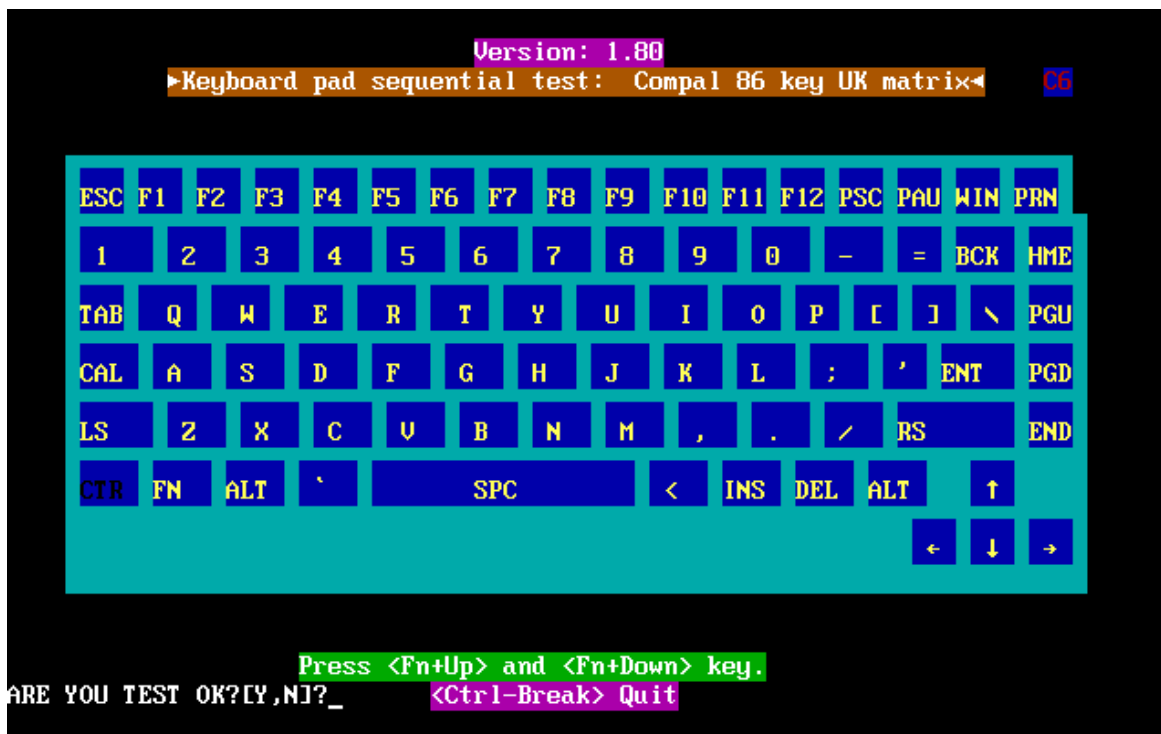 Version: 1.80
►Keyboard pad sequential test: Compal 86 key UK matrix◄ C6
ESC F1 F2 F3 F4 F5 F6 F7 F8 F9 F10 F11 F12 PSC PAU WIN PRN
1 2 3 4 5 6 7 8 9 0 - = BCK HME
TAB Q W E R T Y U I O P [ ] \ PGU
CAL A S D F G H J K L ; ' ENT PGD
LS Z X C V B N M , . / RS END
CTR FN ALT ` SPC < INS DEL ALT ↑
← ↓ →
Press <Fn+Up> and <Fn+Down> key.
ARE YOU TEST OK?[Y,N]?_ <Ctrl-Break> Quit